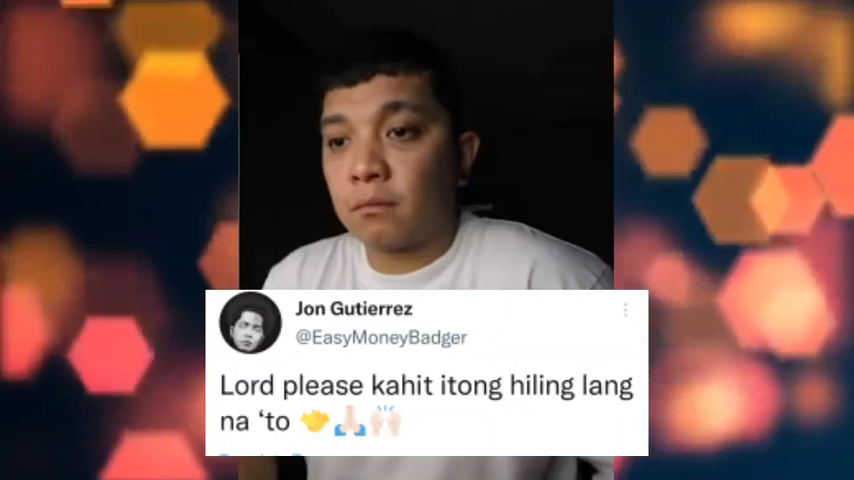 Jon Gutierrez
@EasyMoneyBadger
Lord please kahit itong hiling lang
na ‘to 🤝🙏🏻🙌🏻